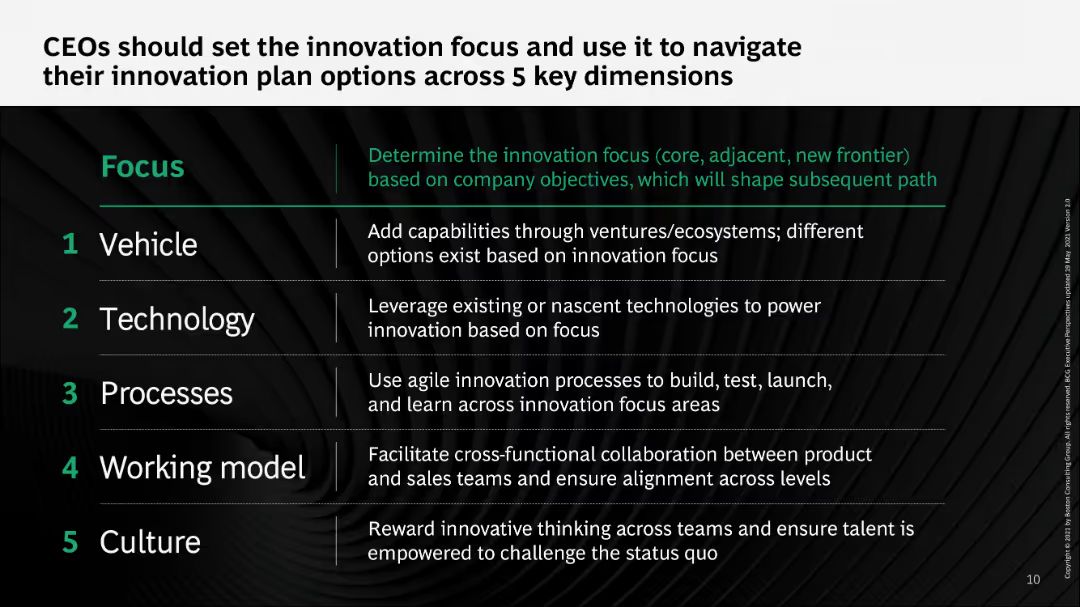 CEOs should set the innovation focus and use it to navigate
their innovation plan options across 5 key dimensions
Focus
Determine the innovation focus (core, adjacent, new frontier)
based on company objectives, which will shape subsequent path
1 Vehicle
Add capabilities through ventures/ecosystems; different
options exist based on innovation focus
2 Technology
Leverage existing or nascent technologies to power
innovation based on focus
3 Processes
Use agile innovation processes to build, test, launch,
and learn across innovation focus areas
4 Working model
Facilitate cross-functional collaboration between product
and sales teams and ensure alignment across levels
5 Culture
Reward innovative thinking across teams and ensure talent is
empowered to challenge the status quo
10
Copyright © 2021 by Boston Consulting Group. All rights reserved. BCG Executive Perspectives updated 19 May 2021 Version 2.0